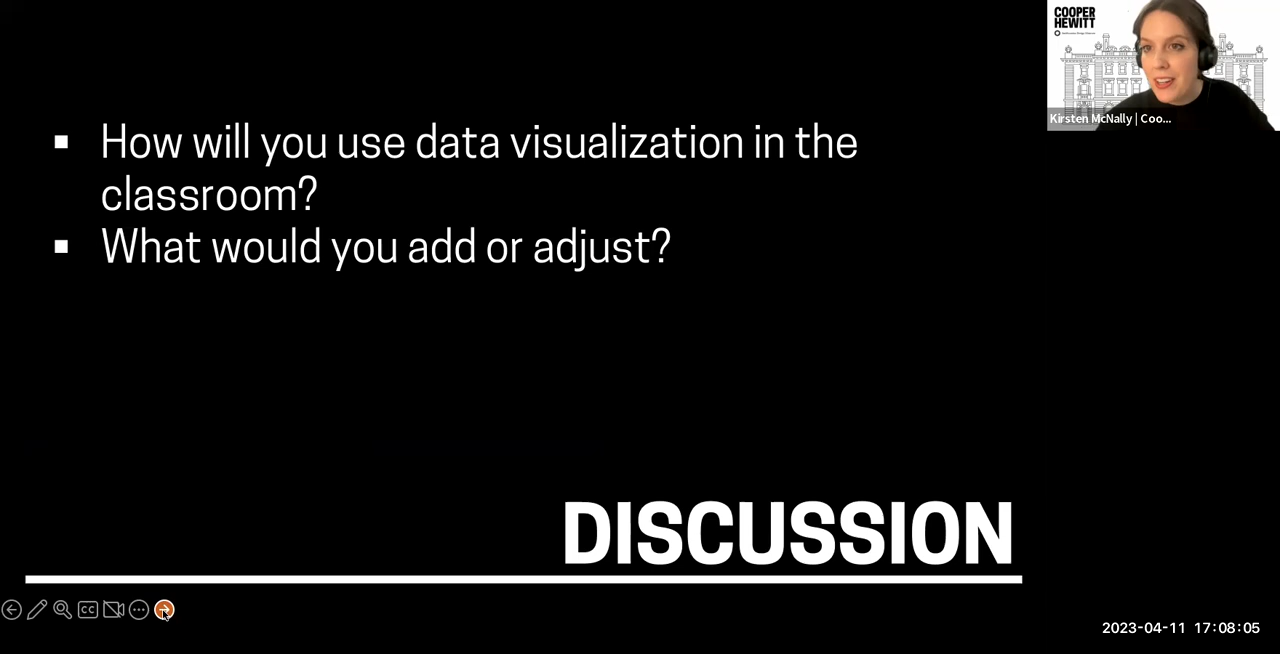 How will you use data visualization in the
classroom?
What would you add or adjust?
DISCUSSION
COOPER
HEWITT
Kirsten McNally | Coo...
CC
2023-04-11 17:08:05